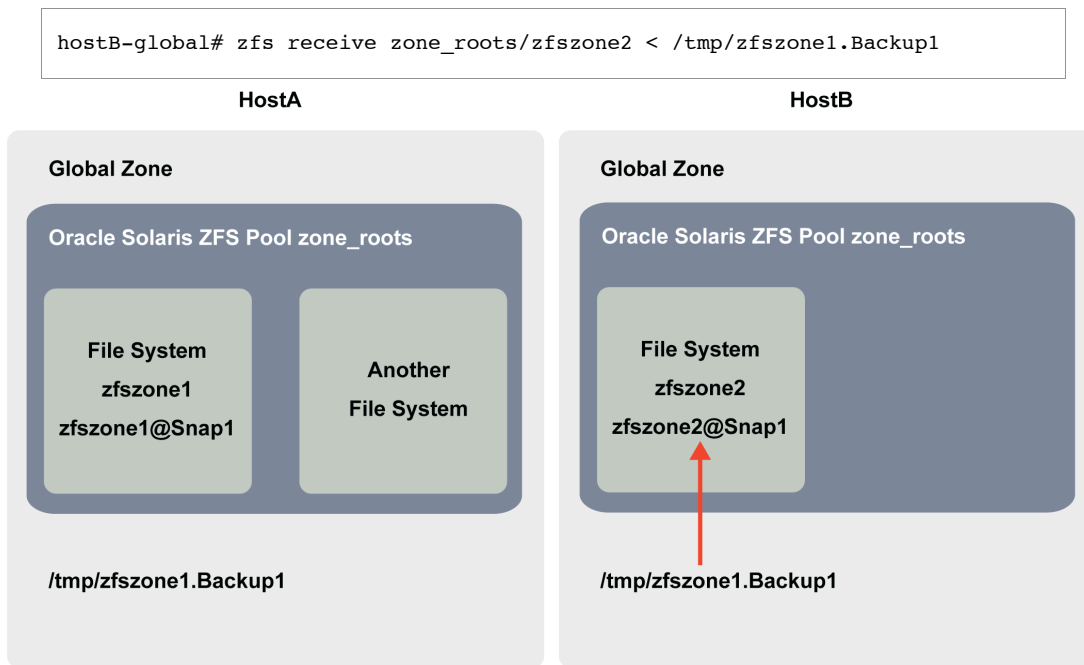 hostB-global# zfs receive zone_roots/zfszone2 < /tmp/zfszone1.Backup1
HostA
Global Zone
Oracle Solaris ZFS Pool zone_roots
File System
zfszone1
zfszone1@Snap1
Another
File System
/tmp/zfszone1.Backup1
HostB
Global Zone
Oracle Solaris ZFS Pool zone_roots
File System
zfszone2
zfszone2@Snap1
/tmp/zfszone1.Backup1